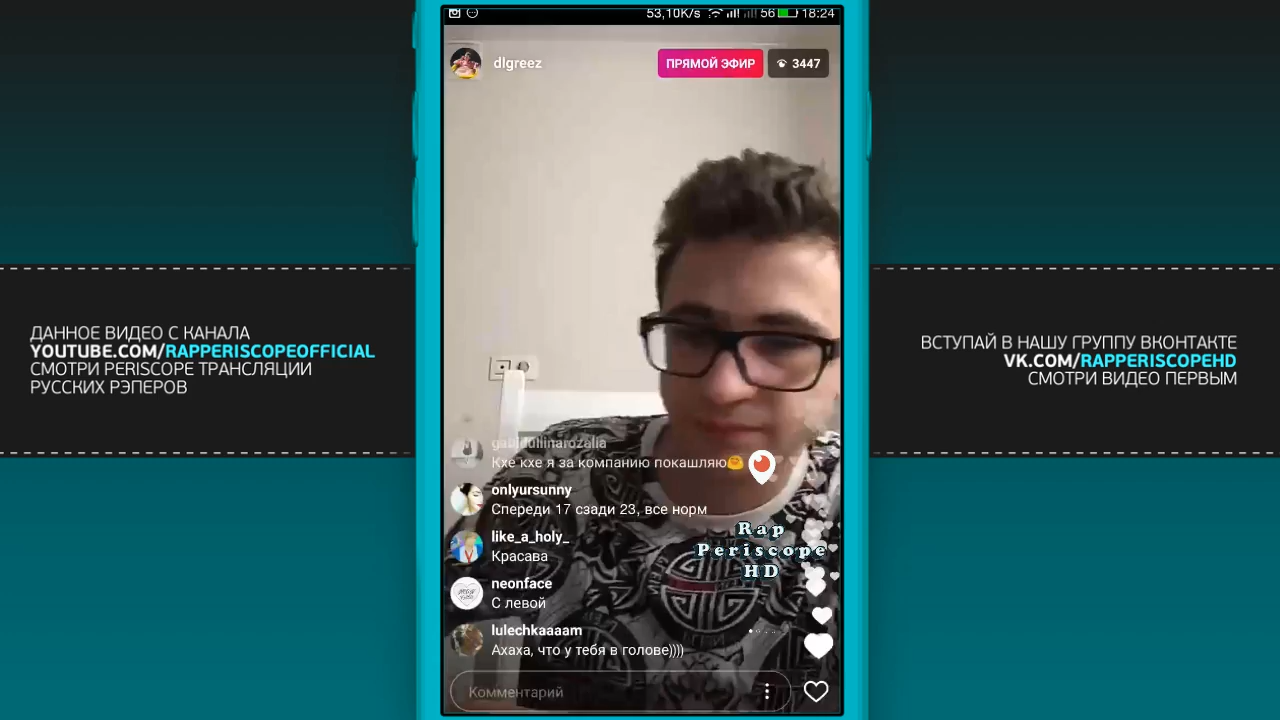 53,10K/s 56 18:24
dlgreez
ПРЯМОЙ ЭФИР 3447
ДАННОЕ ВИДЕО С КАНАЛА
YOUTUBE.COM/RAPPERISCOPEOFFICIAL
СМОТРИ PERISCOPE ТРАНСЛЯЦИИ
РУССКИХ РЭПЕРОВ
ВСТУПАЙ В НАШУ ГРУППУ ВКОНТАКТЕ
VK.COM/RAPPERISCOPEHD
СМОТРИ ВИДЕО ПЕРВЫМ
Кхе кхе я за компанию покашляю
onlyursunny
Спереди 17 сзади 23, все норм
like_a_holy_
Красава
neonface
С левой
lulechkaaaam
Ахаха, что у тебя в голове))))
Rap
Periscope
HD
Комментарий